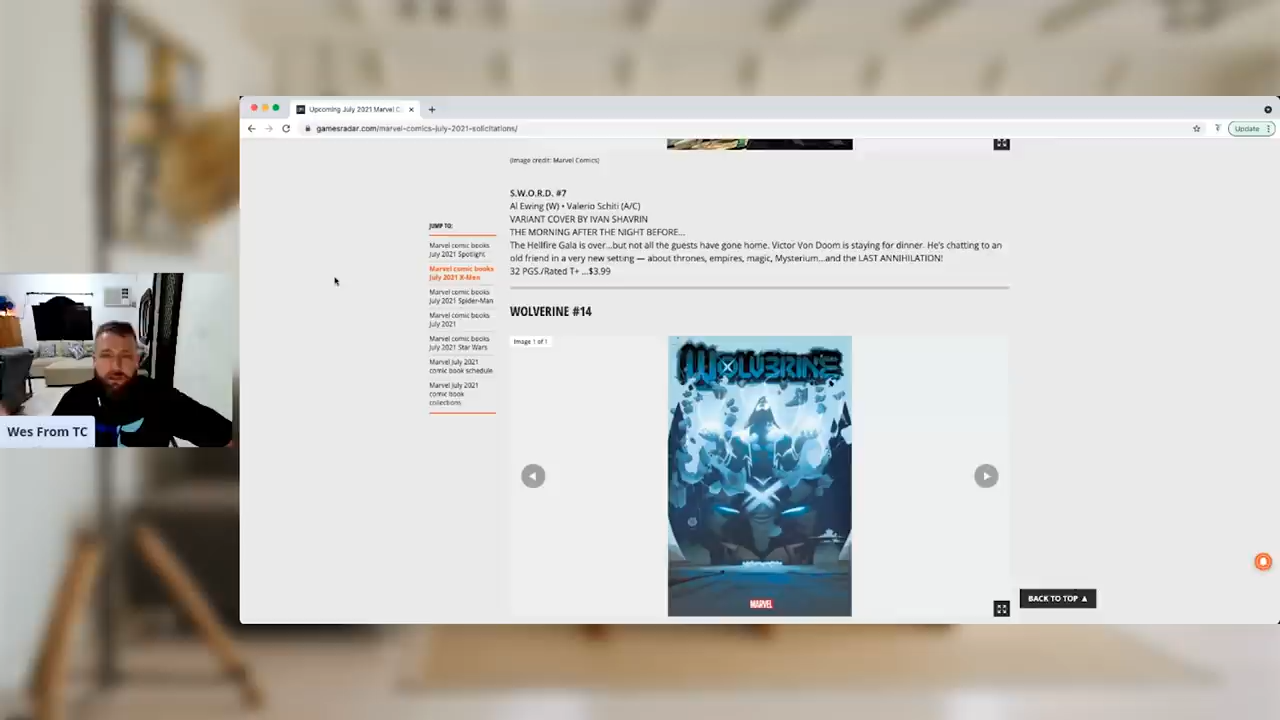 Upcoming July 2021 Marvel C
gamesradar.com/marvel-comics-july-2021-solicitations/
Update
(Image credit: Marvel Comics)
S.W.O.R.D. #7
Al Ewing (W) • Valerio Schiti (A/C)
VARIANT COVER BY IVAN SHAVRIN
THE MORNING AFTER THE NIGHT BEFORE...
The Hellfire Gala is over...but not all the guests have gone home. Victor Von Doom is staying for dinner. He's chatting to an
old friend in a very new setting — about thrones, empires, magic, Mysterium...and the LAST ANNIHILATION!
32 PGS./Rated T+ ...$3.99
JUMP TO:
Marvel comic books
July 2021 Spotlight
Marvel comic books
July 2021 X-Men
Marvel comic books
July 2021 Spider-Man
Marvel comic books
July 2021
Marvel comic books
July 2021 Star Wars
Marvel July 2021
comic book schedule
Marvel July 2021
comic book
collections
WOLVERINE #14
Image 1 of 1
WOLVERINE
MARVEL
BACK TO TOP ▲
Wes From TC